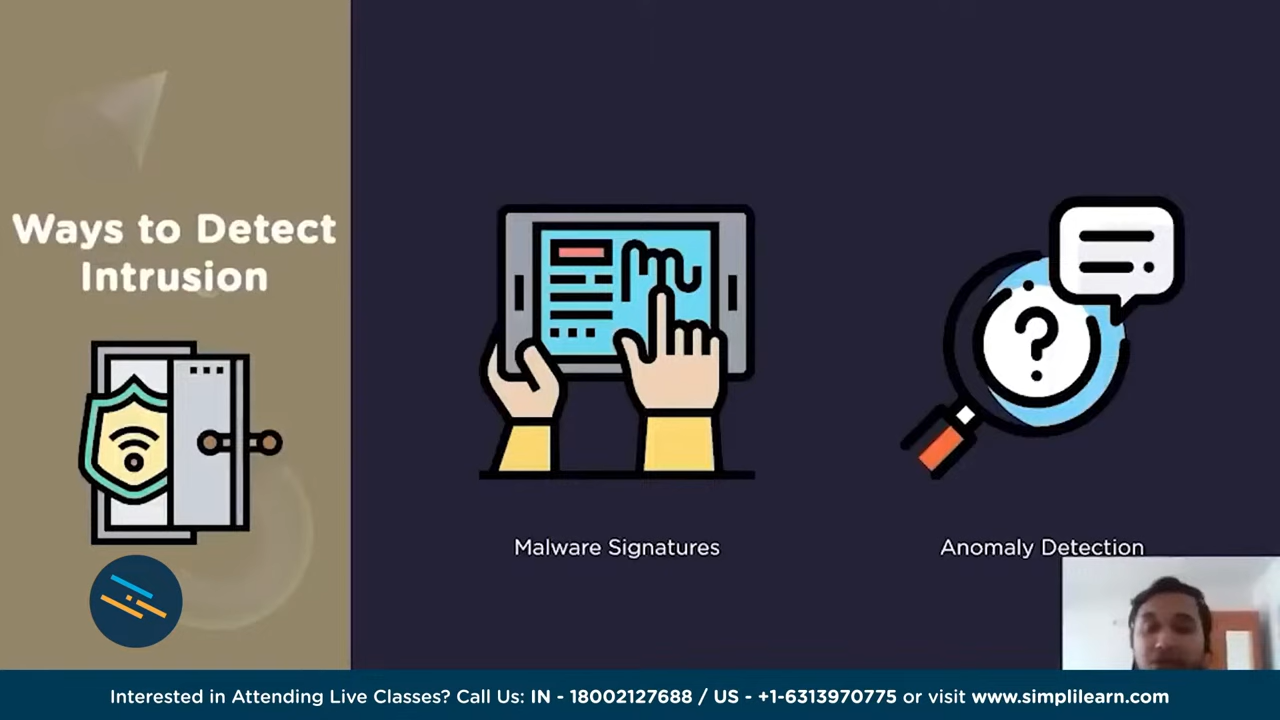 Ways to Detect
Intrusion
Malware Signatures
Anomaly Detection
?
Interested in Attending Live Classes? Call Us: IN - 18002127688 / US - +1-6313970775 or visit www.simplilearn.com